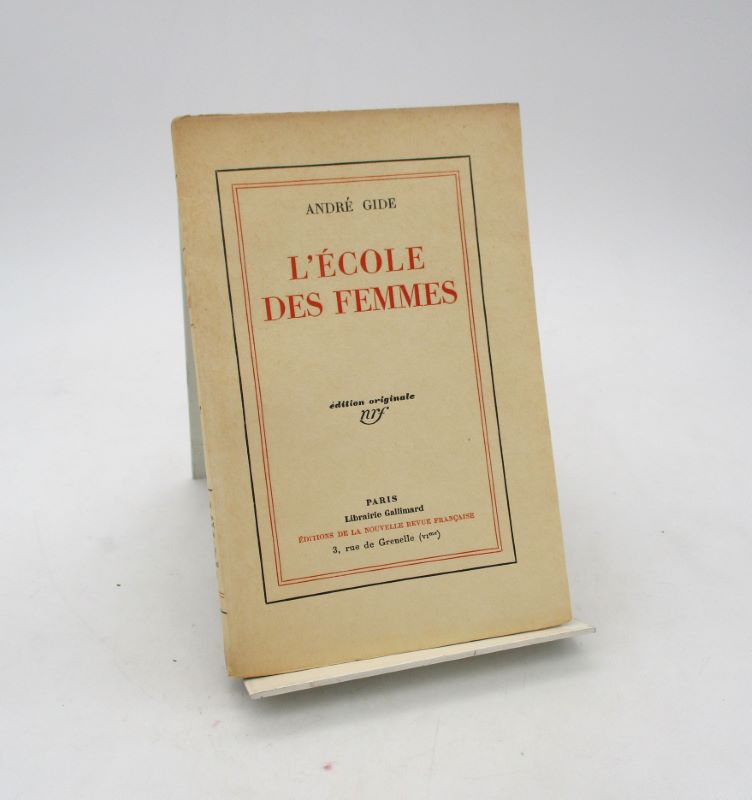 ANDRÉ GIDE
L'ÉCOLE
DES FEMMES
édition originale
nrf
PARIS
Librairie Gallimard
ÉDITIONS DE LA NOUVELLE REVUE FRANÇAISE
3, rue de Grenelle (VIme)